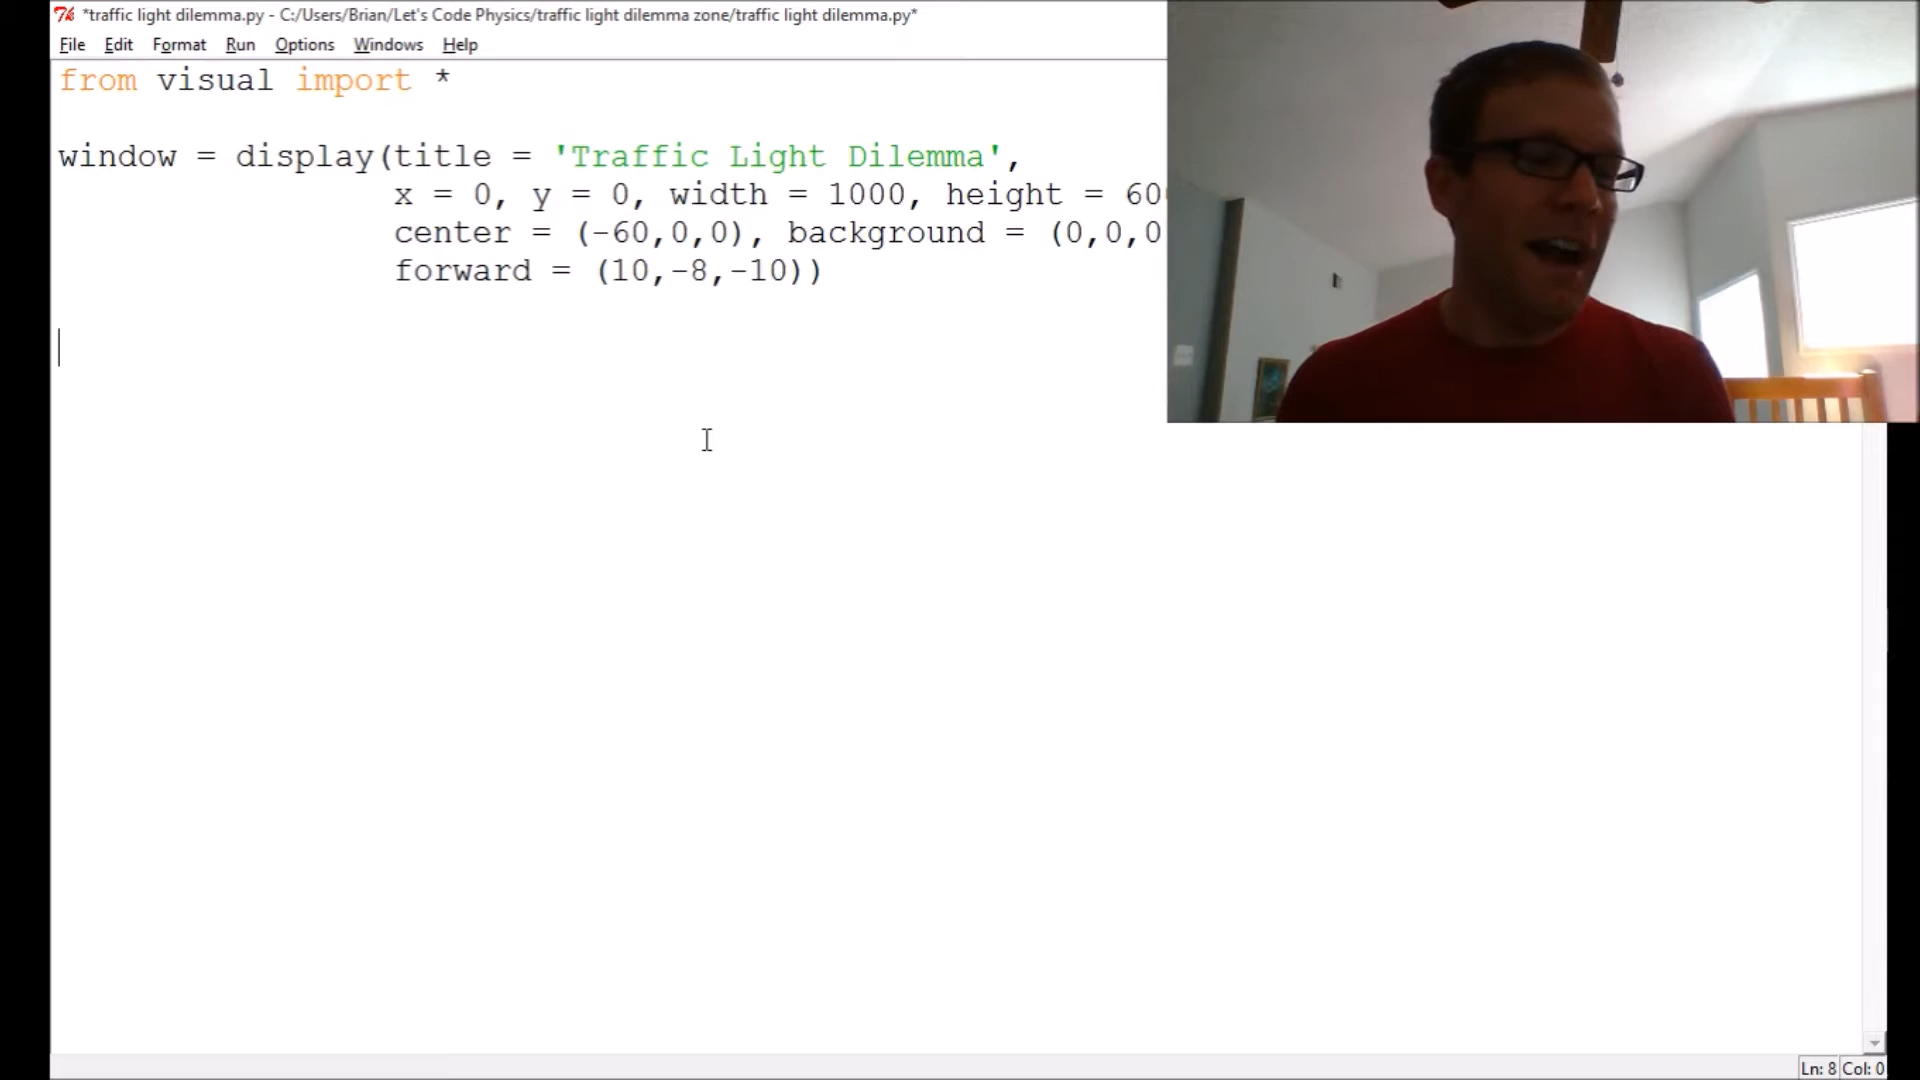 *traffic light dilemma.py - C:/Users/Brian/Let's Code Physics/traffic light dilemma zone/traffic light dilemma.py*
File Edit Format Run Options Windows Help
from visual import *
window = display(title = 'Traffic Light Dilemma',
x = 0, y = 0, width = 1000, height = 60
center = (-60,0,0), background = (0,0,0
forward = (10,-8,-10))
Ln: 8 Col: 0